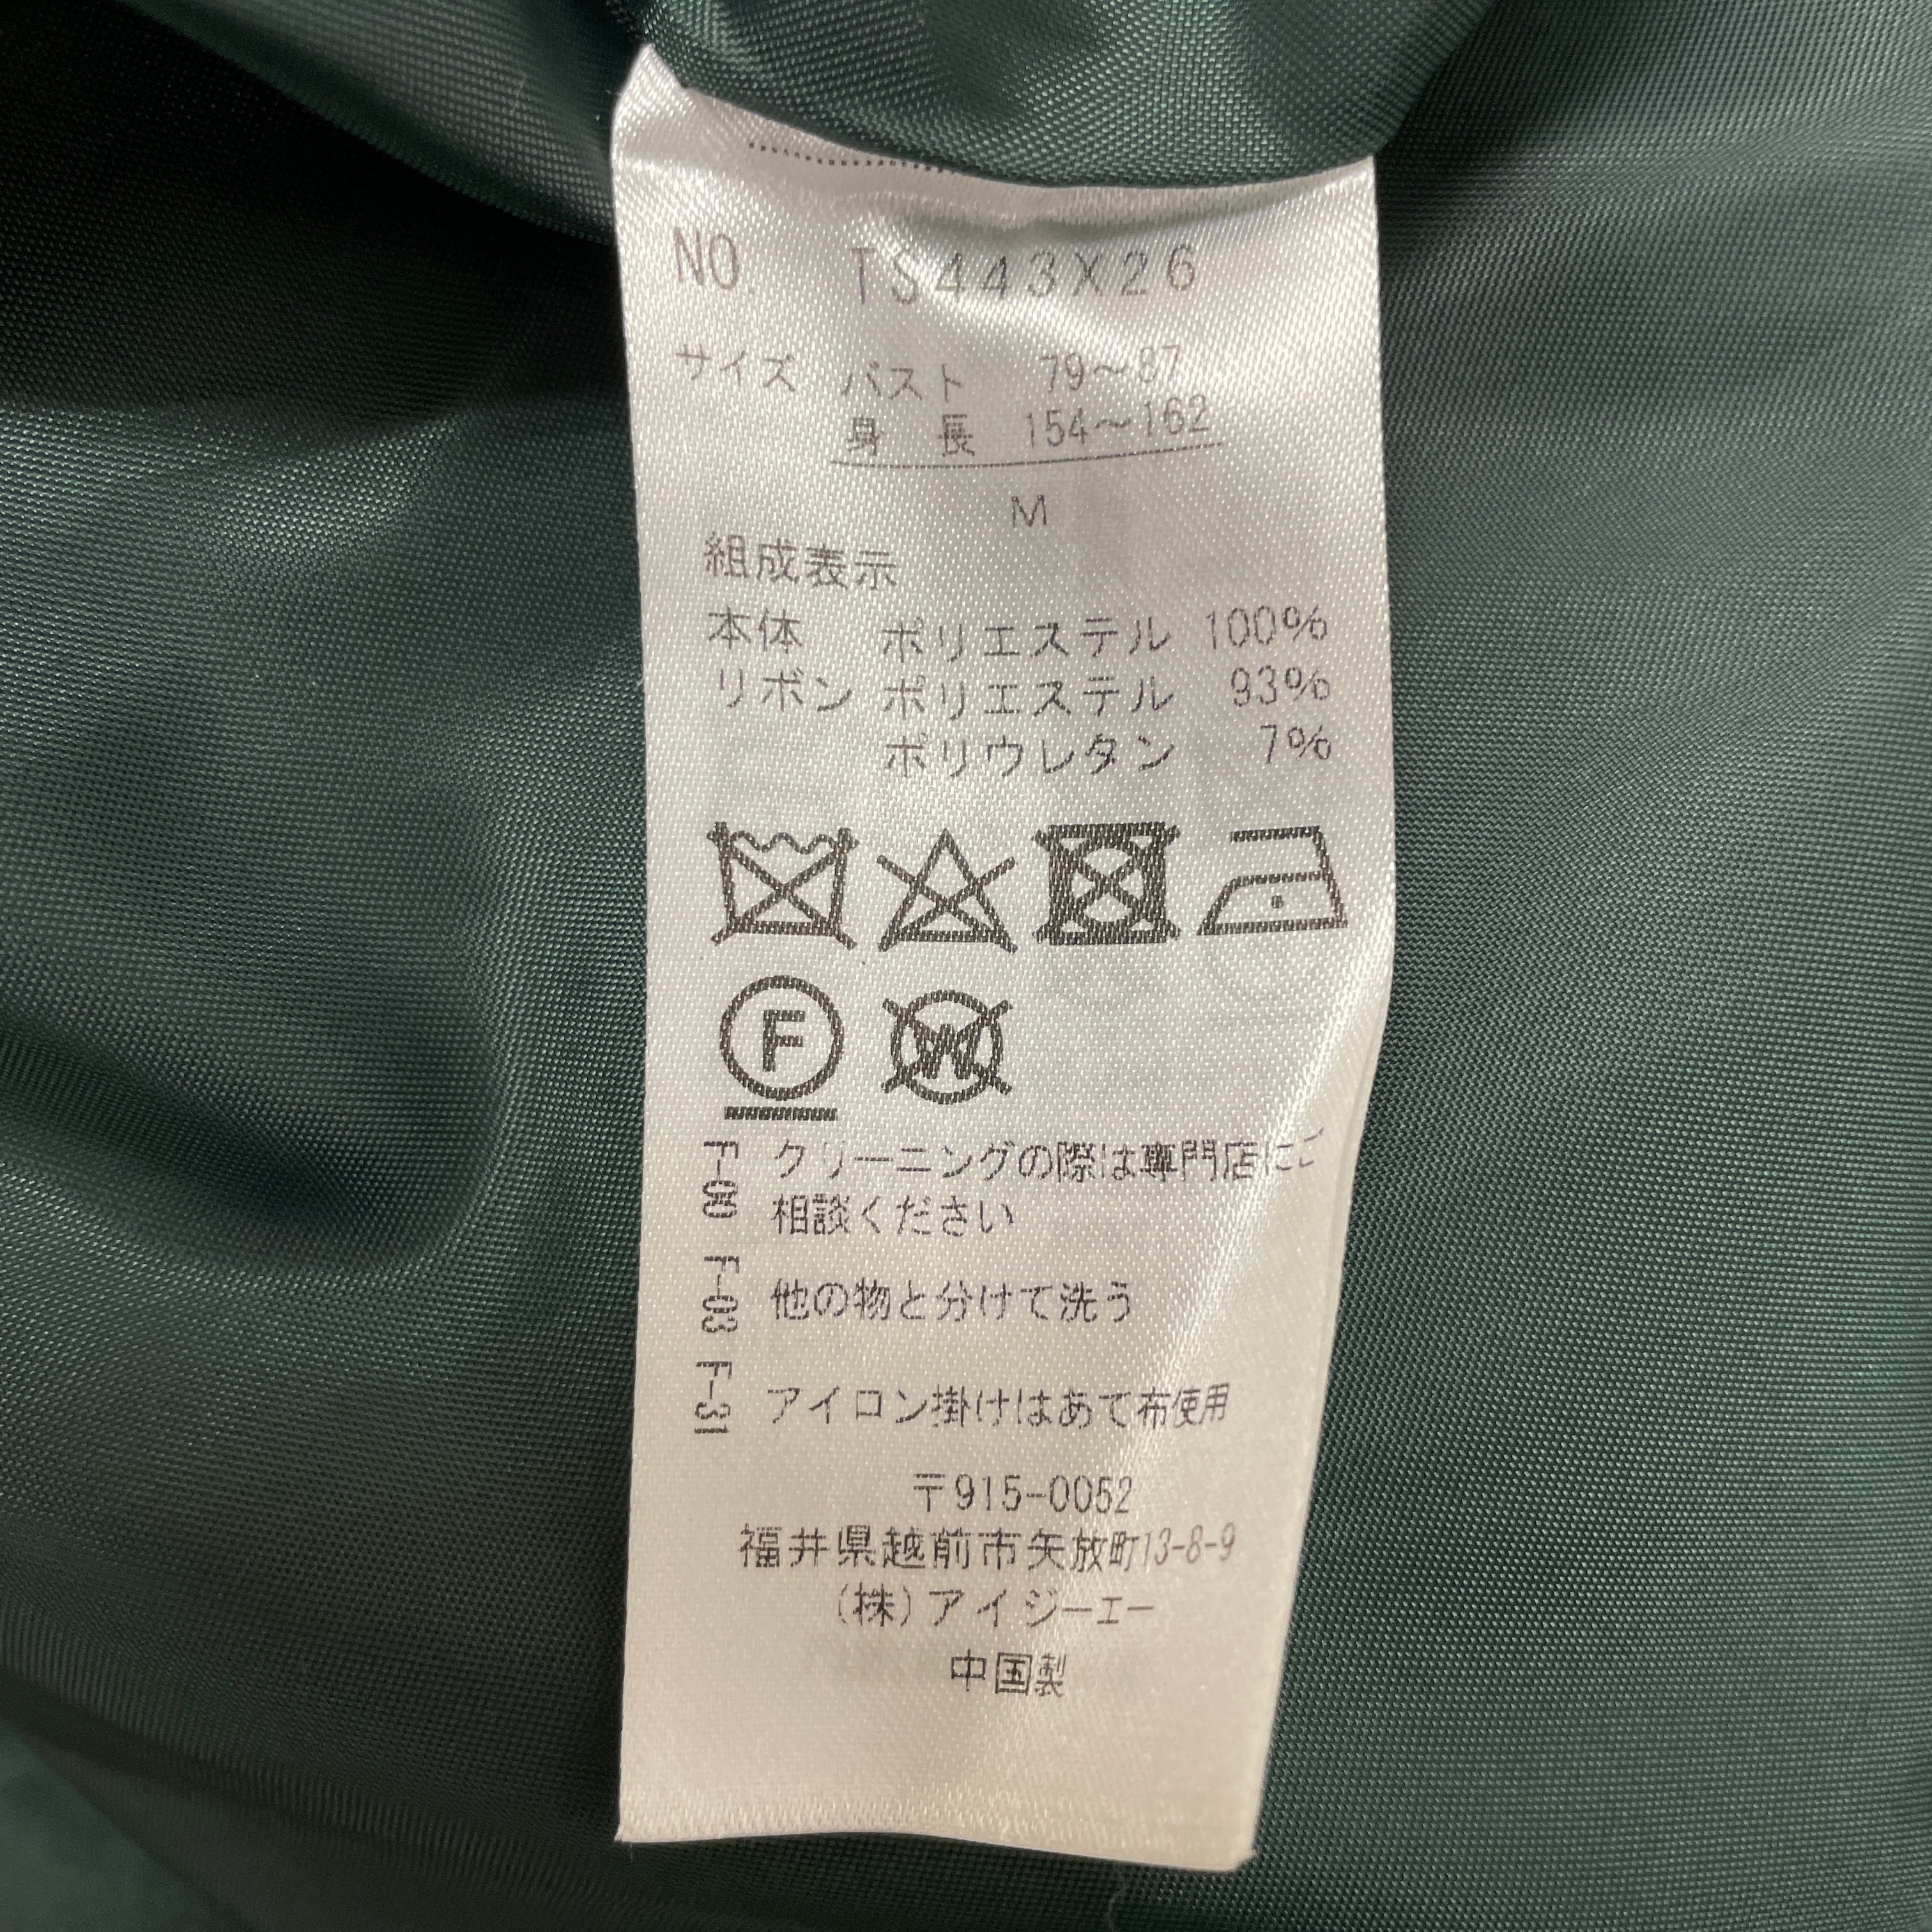 NO. TS443X26
サイズ バスト 79〜87
身 長 154〜162
M
組成表示
本体 ポリエステル 100%
リボン ポリエステル 93%
ポリウレタン 7%
F W
F-00 クリーニングの際は専門店にご
相談ください
F-03 他の物と分けて洗う
F-31 アイロン掛けはあて布使用
〒915-0052
福井県越前市矢放町13-8-9
(株)アイジーエー
中国製